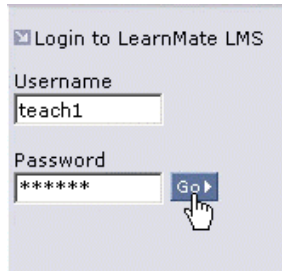 Login to LearnMate LMS
Username
teach1
Password
******
Go